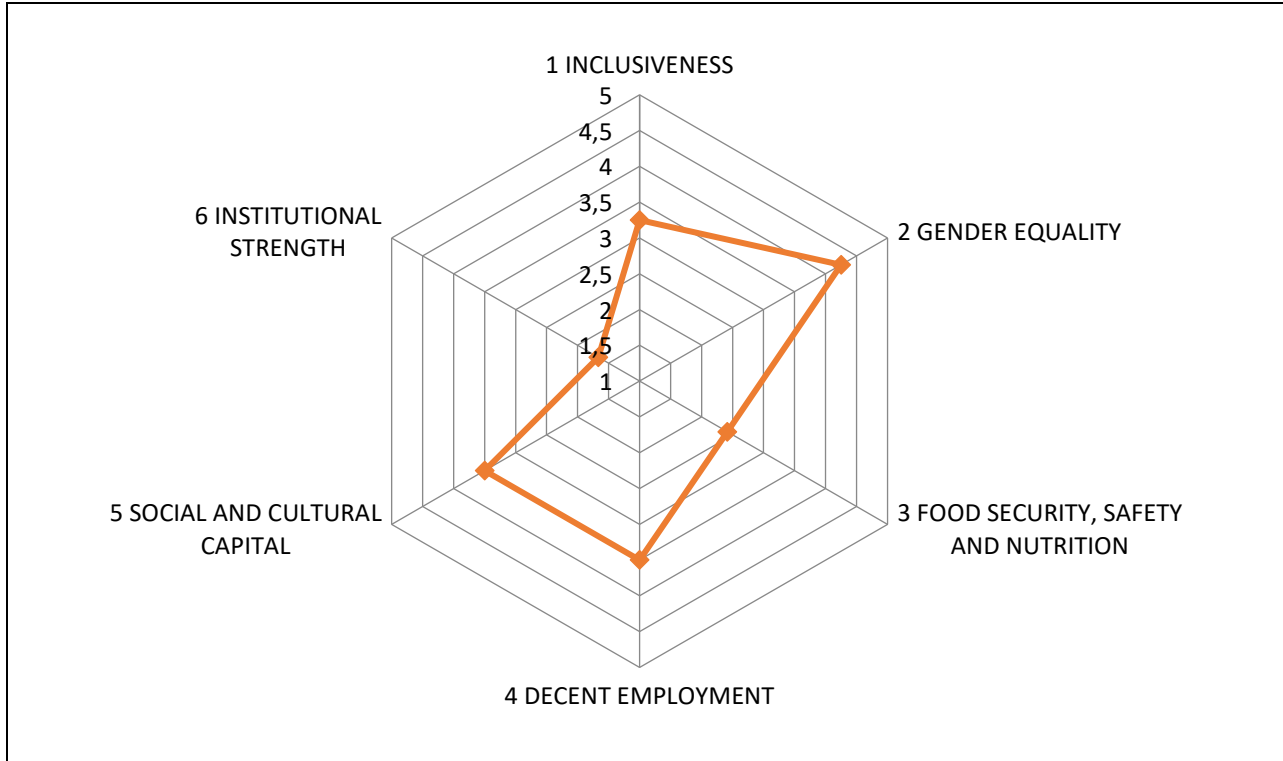 1 INCLUSIVENESS
5
4,5
4
3,5
3
2,5
2
1,5
1
2 GENDER EQUALITY
3 FOOD SECURITY, SAFETY
AND NUTRITION
4 DECENT EMPLOYMENT
5 SOCIAL AND CULTURAL
CAPITAL
6 INSTITUTIONAL
STRENGTH